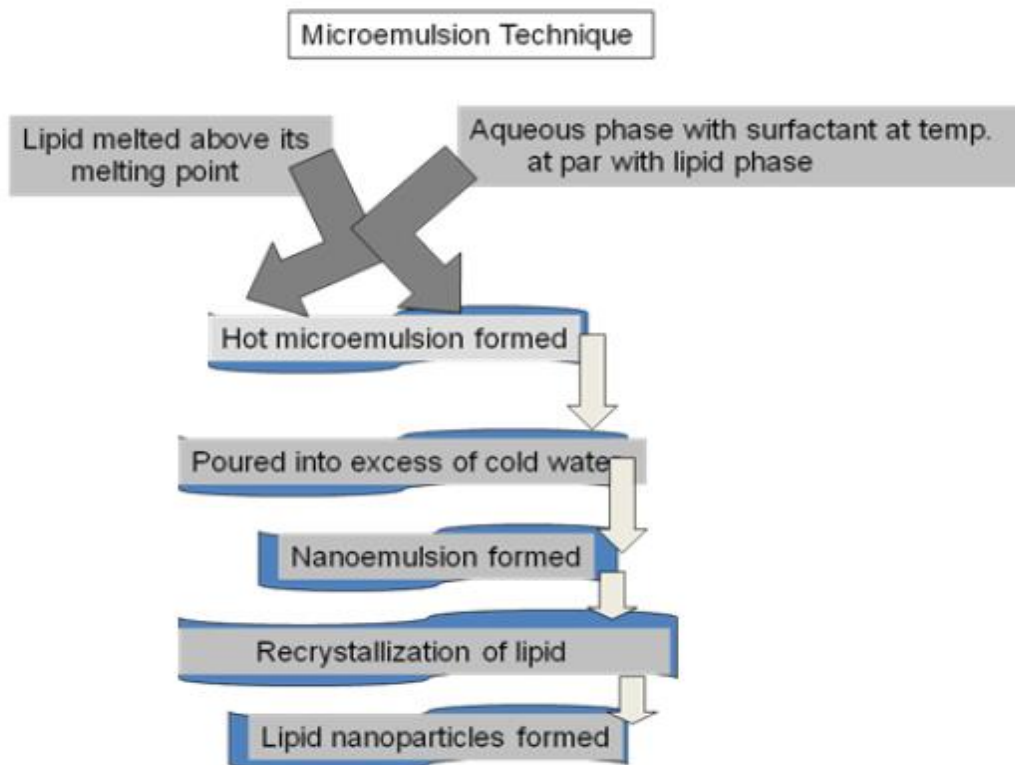 Microemulsion Technique
Lipid melted above its
melting point
Aqueous phase with surfactant at temp.
at par with lipid phase
Hot microemulsion formed
Poured into excess of cold water
Nanoemulsion formed
Recrystallization of lipid
Lipid nanoparticles formed